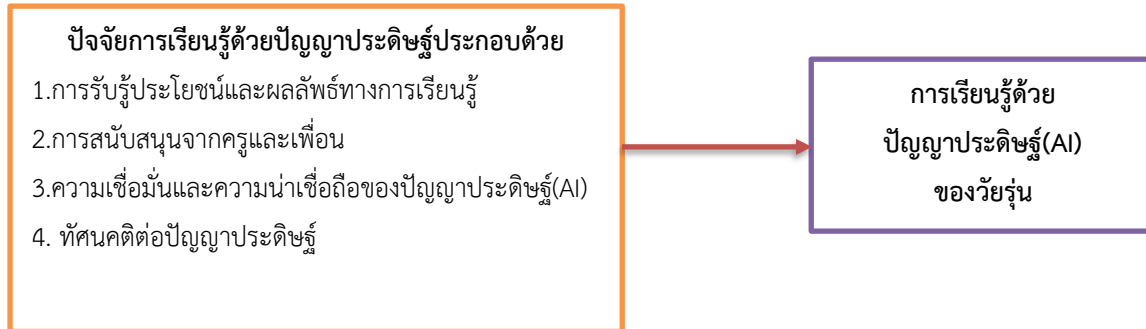 ปัจจัยการเรียนรู้ด้วยปัญญาประดิษฐ์ประกอบด้วย
1.การรับรู้ประโยชน์และผลลัพธ์ทางการเรียนรู้
2.การสนับสนุนจากครูและเพื่อน
3.ความเชื่อมั่นและความน่าเชื่อถือของปัญญาประดิษฐ์(AI)
4. ทัศนคติต่อปัญญาประดิษฐ์
การเรียนรู้ด้วย
ปัญญาประดิษฐ์(AI)
ของวัยรุ่น